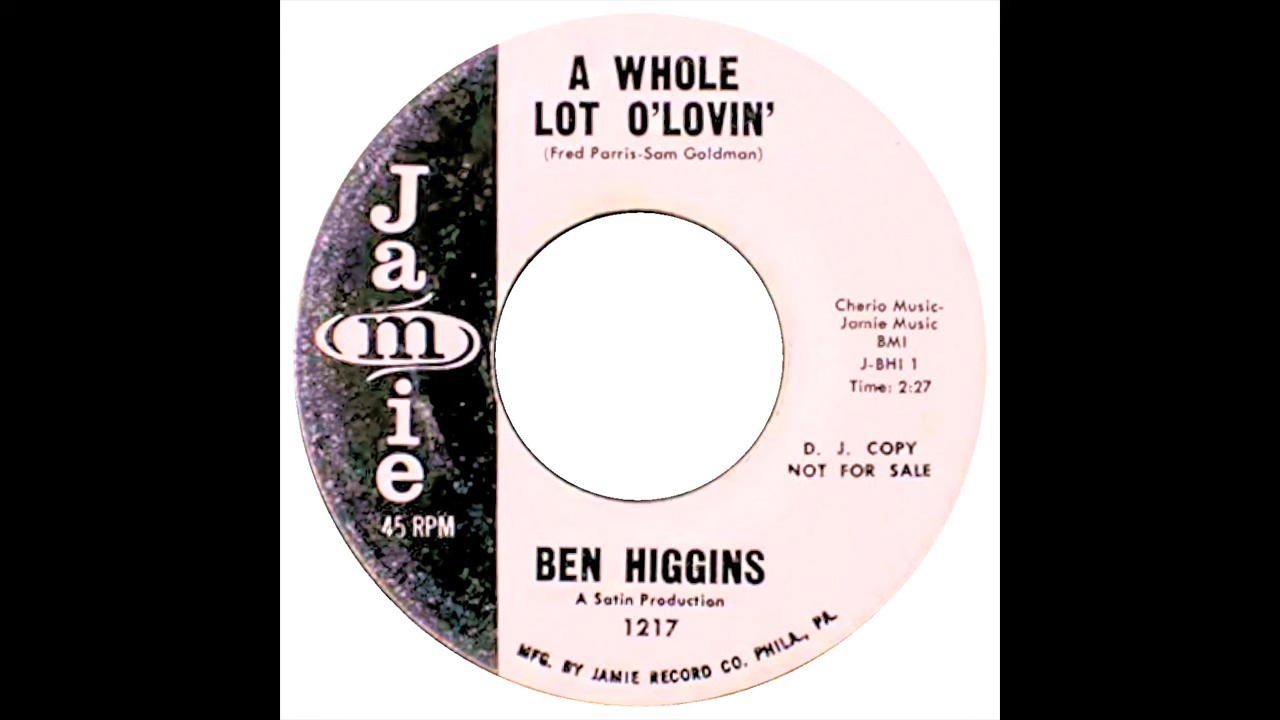 A WHOLE
LOT O'LOVIN'
(Fred Parris-Sam Goldman)
Jamie
45 RPM
Cherio Music-
Jamie Music
BMI
J-BHI 1
Time: 2:27
D. J. COPY
NOT FOR SALE
BEN HIGGINS
A Satin Production
1217
MFG. BY JAMIE RECORD CO. PHILA., PA.